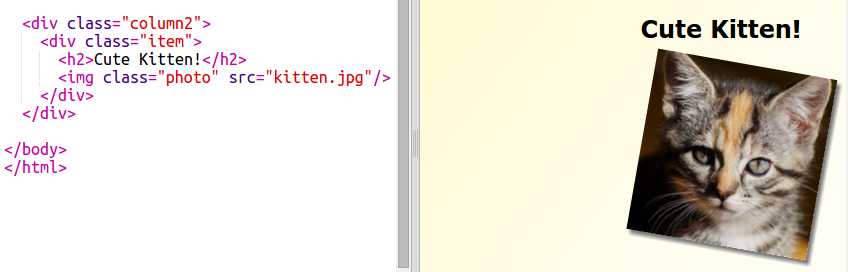 <div class="column2">
<div class="item">
<h2>Cute Kitten!</h2>
<img class="photo" src="kitten.jpg"/>
</div>
</div>
</body>
</html>
Cute Kitten!